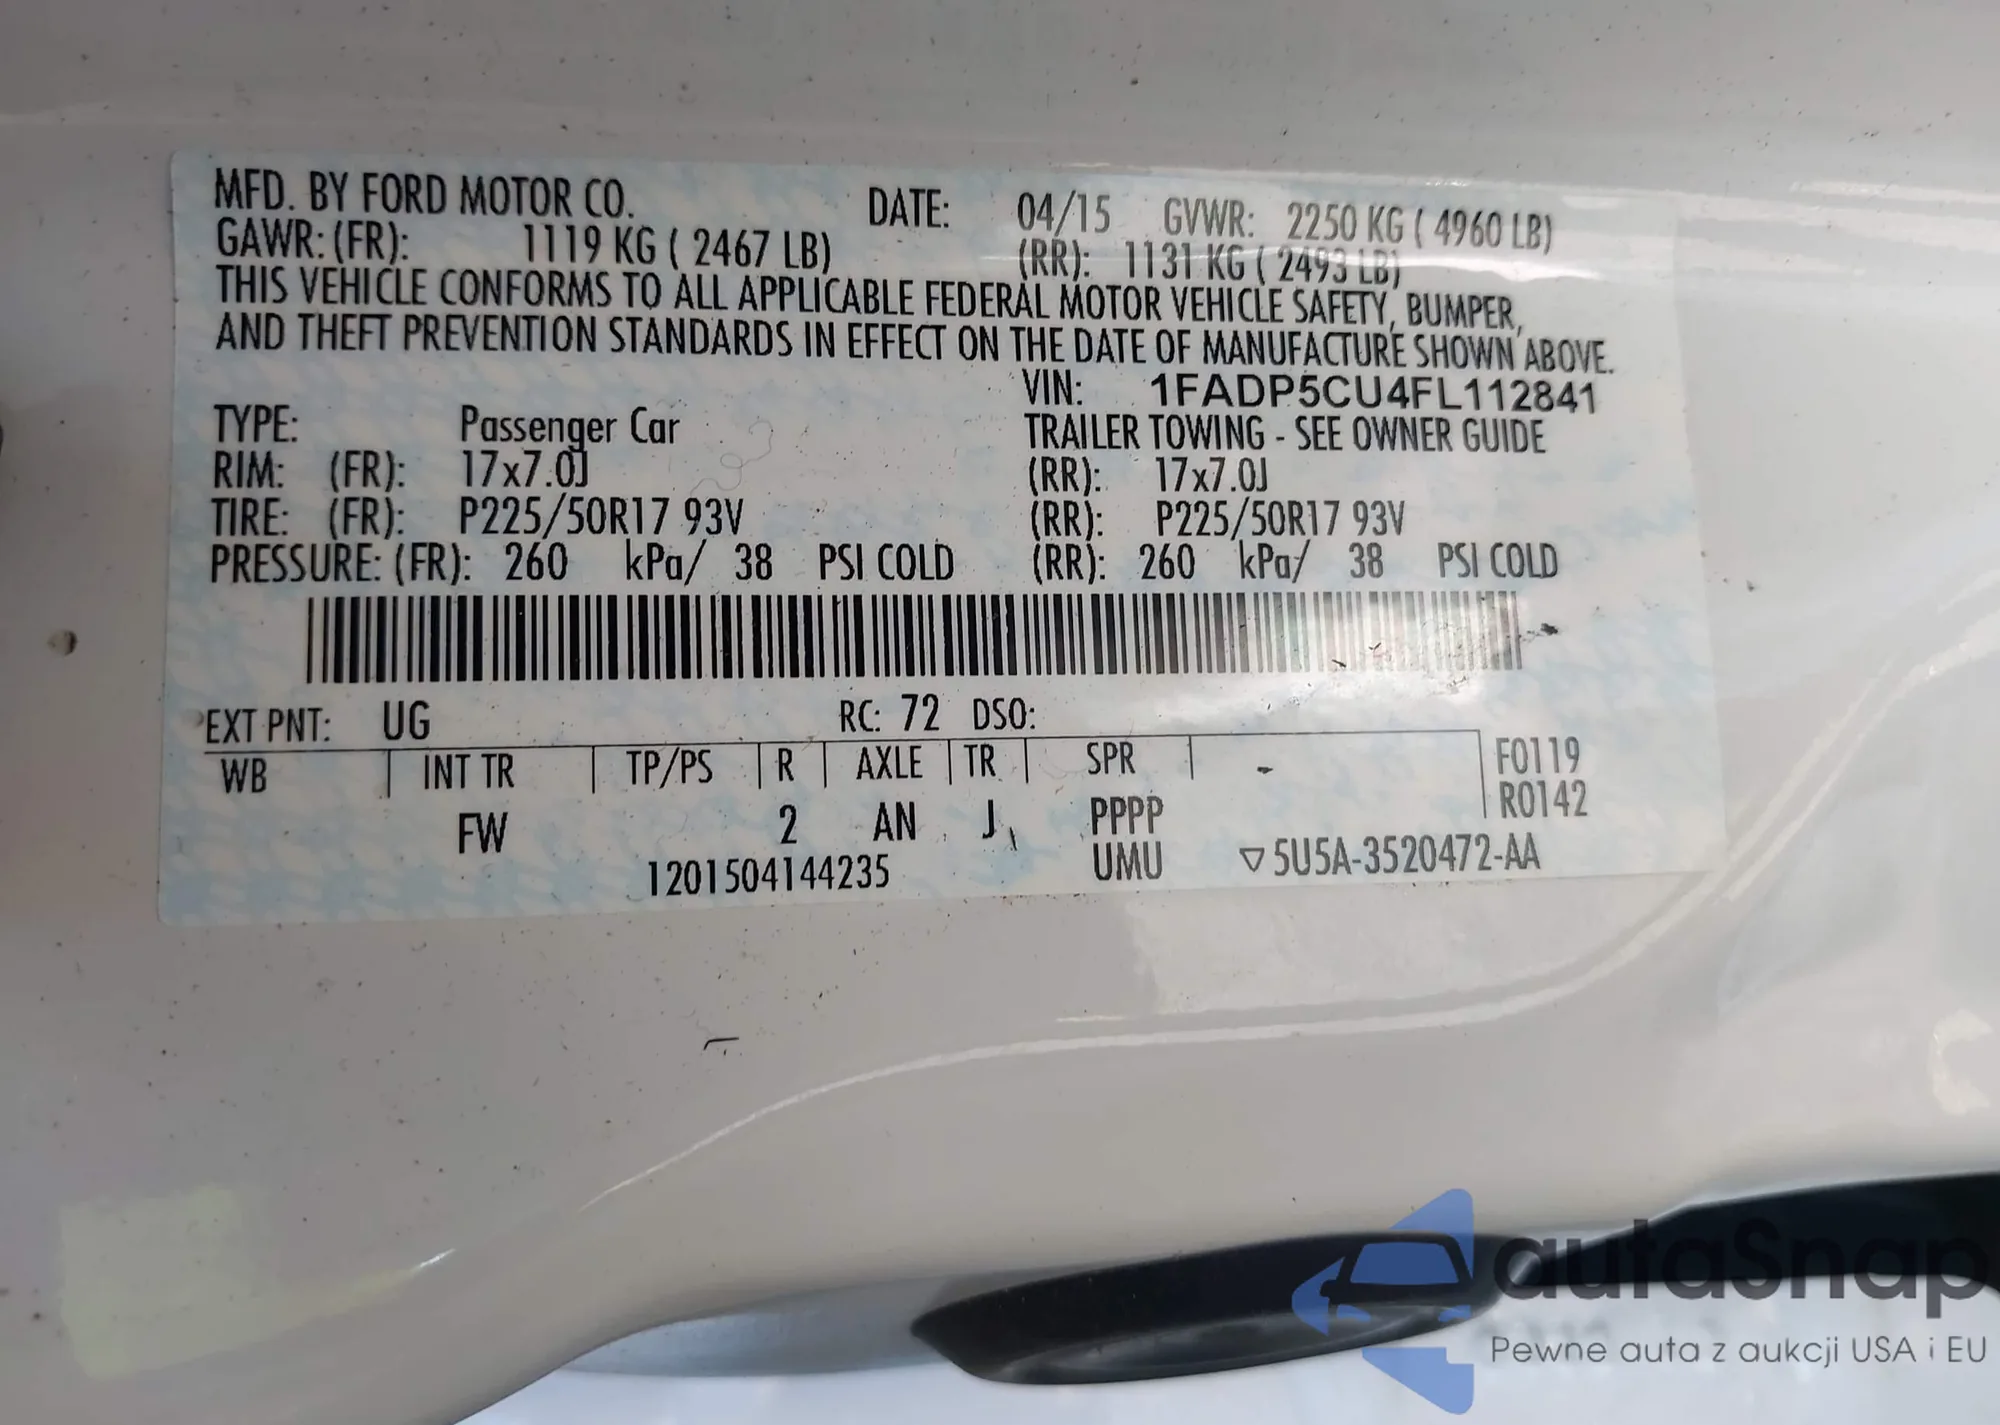 MFD. BY FORD MOTOR CO. DATE: 04/15 GVWR: 2250 KG ( 4960 LB)
GAWR: (FR): 1119 KG ( 2467 LB) (RR): 1131 KG ( 2493 LB)
THIS VEHICLE CONFORMS TO ALL APPLICABLE FEDERAL MOTOR VEHICLE SAFETY, BUMPER,
AND THEFT PREVENTION STANDARDS IN EFFECT ON THE DATE OF MANUFACTURE SHOWN ABOVE.
VIN: 1FADP5CU4FL112841
TYPE: Passenger Car TRAILER TOWING - SEE OWNER GUIDE
RIM: (FR): 17x7.0J (RR): 17x7.0J
TIRE: (FR): P225/50R17 93V (RR): P225/50R17 93V
PRESSURE: (FR): 260 kPa/ 38 PSI COLD (RR): 260 kPa/ 38 PSI COLD
EXT PNT: UG RC: 72 DSO:
WB INT TR TP/PS R AXLE TR SPR - F0119
R0142
FW 2 AN J PPPP
1201504144235 UMU ▽5U5A-3520472-AA
autaSnap
Pewne auta z aukcji USA i EU